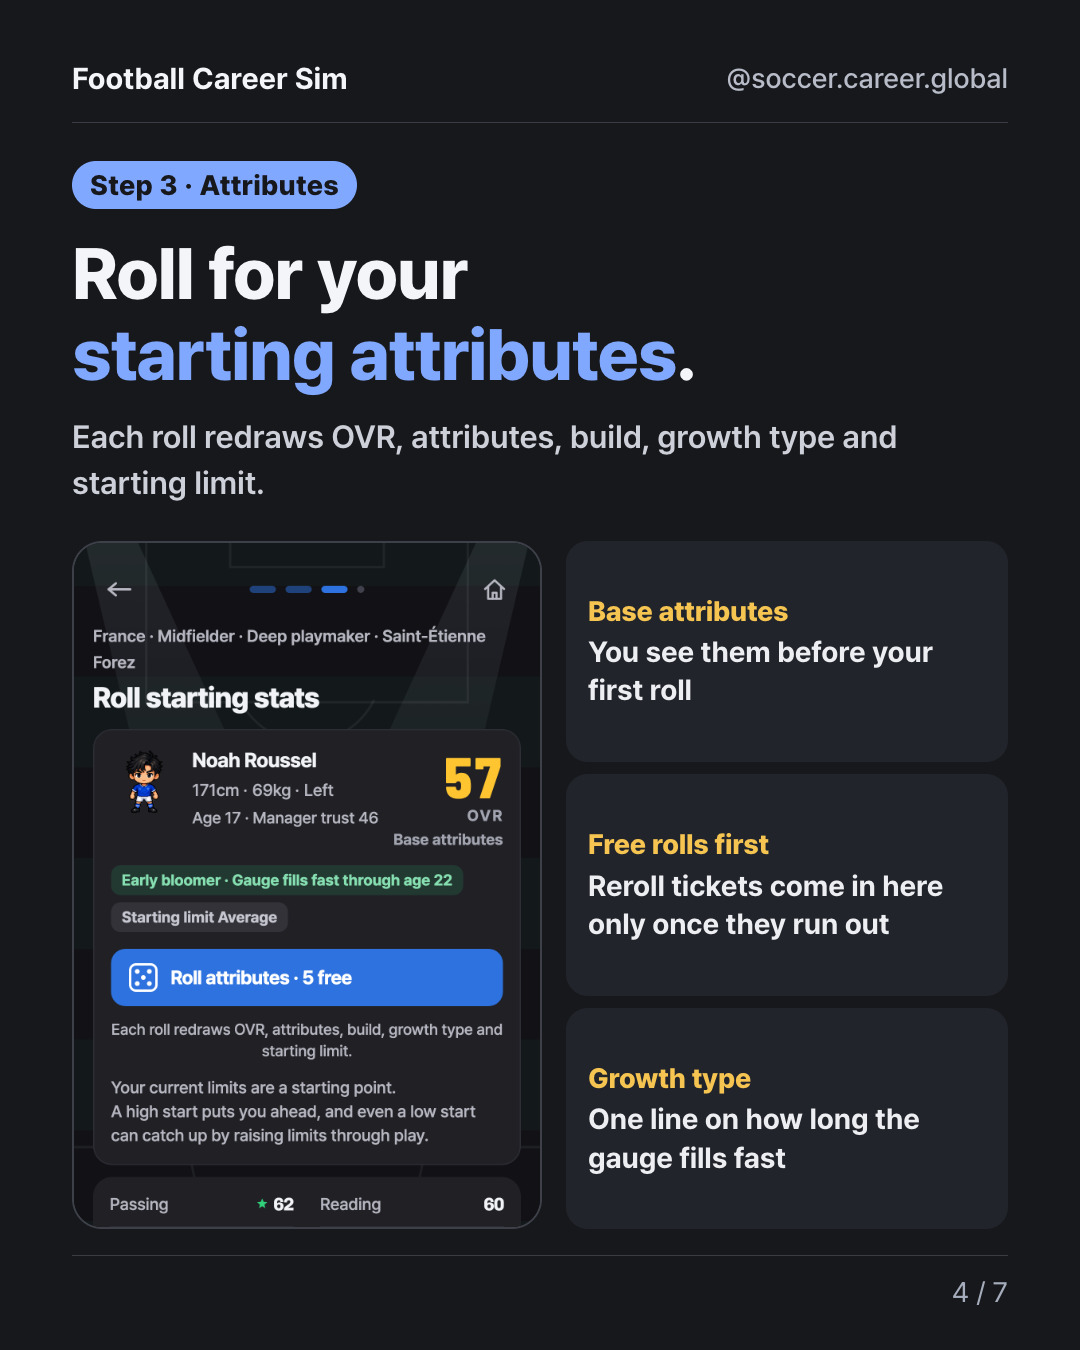 Football Career Sim
@soccer.career.global
Step 3 · Attributes
Roll for your
starting attributes.
Each roll redraws OVR, attributes, build, growth type and
starting limit.
France · Midfielder · Deep playmaker · Saint-Étienne
Forez
Roll starting stats
Noah Roussel
171cm · 69kg · Left
Age 17 · Manager trust 46
57
OVR
Base attributes
Early bloomer · Gauge fills fast through age 22
Starting limit Average
Roll attributes · 5 free
Each roll redraws OVR, attributes, build, growth type and
starting limit.
Your current limits are a starting point.
A high start puts you ahead, and even a low start
can catch up by raising limits through play.
Passing ★ 62 Reading 60
Base attributes
You see them before your
first roll
Free rolls first
Reroll tickets come in here
only once they run out
Growth type
One line on how long the
gauge fills fast
4 / 7